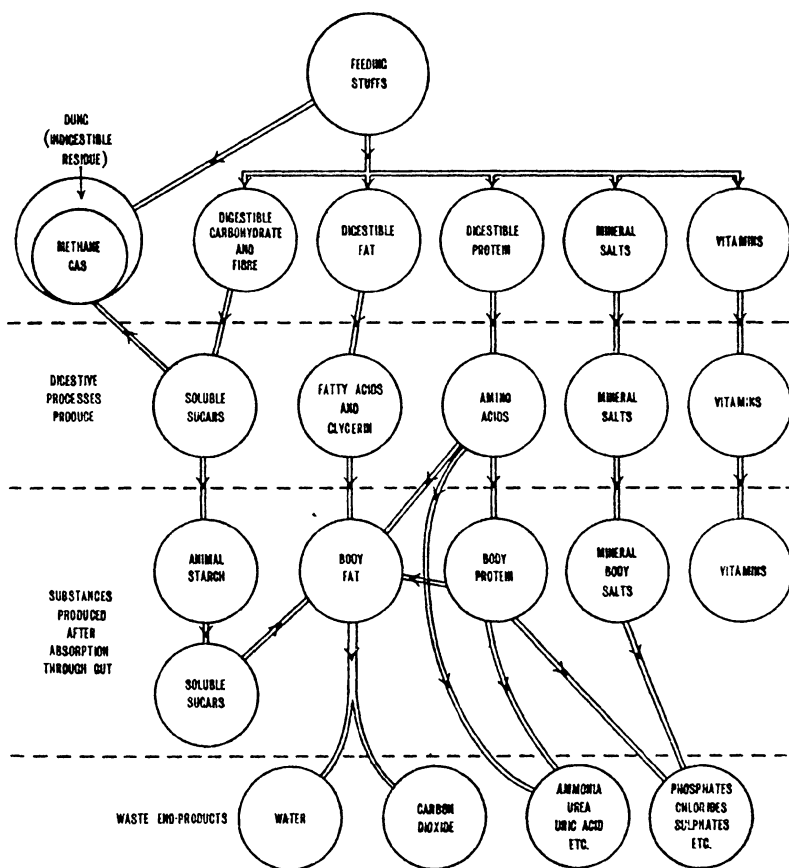 FEEDING
STUFFS
DUNG
(INDIGESTIBLE
RESIDUE)
METHANE
GAS
DIGESTIBLE
CARBOHYDRATE
AND
FIBRE
DIGESTIBLE
FAT
DIGESTIBLE
PROTEIN
MINERAL
SALTS
VITAMINS
DIGESTIVE
PROCESSES
PRODUCE
SOLUBLE
SUGARS
FATTY ACIDS
AND
GLYCERIN
AMINO
ACIDS
MINERAL
SALTS
VITAMINS
SUBSTANCES
PRODUCED
AFTER
ABSORPTION
THROUGH GUT
ANIMAL
STARCH
BODY
FAT
BODY
PROTEIN
MINERAL
BODY
SALTS
VITAMINS
SOLUBLE
SUGARS
WASTE END-PRODUCTS
WATER
CARBON
DIOXIDE
AMMONIA
UREA
URIC ACID
ETC.
PHOSPHATES
CHLORIDES
SULPHATES
ETC.